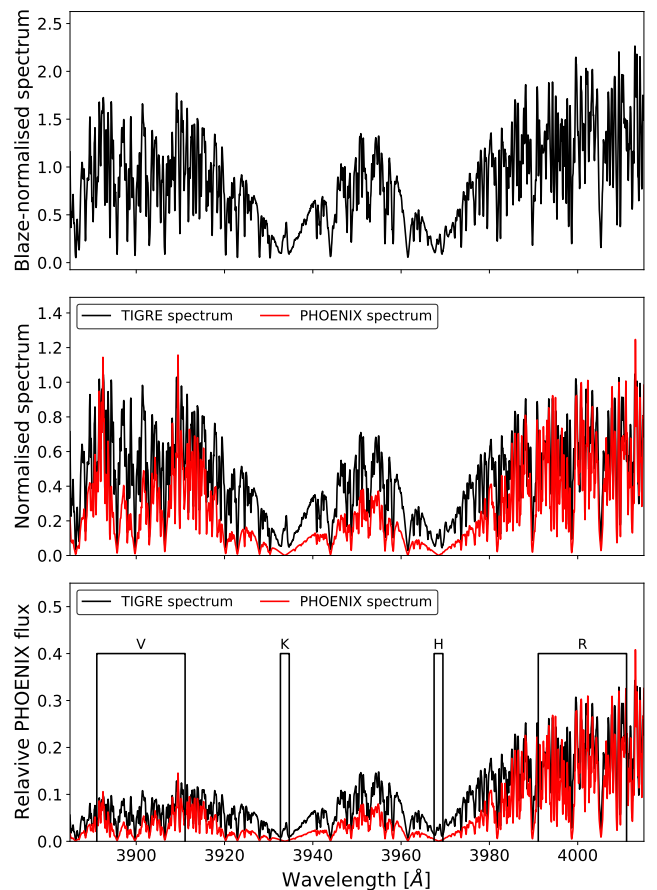 Blaze-normalised spectrum
2.5
2.0
1.5
1.0
0.5
0.0
Normalised spectrum
TIGRE spectrum PHOENIX spectrum
1.4
1.2
1.0
0.8
0.6
0.4
0.2
0.0
Relavive PHOENIX flux
TIGRE spectrum PHOENIX spectrum
V K H R
0.5
0.4
0.3
0.2
0.1
0.0
3900 3920 3940 3960 3980 4000
Wavelength [Å]